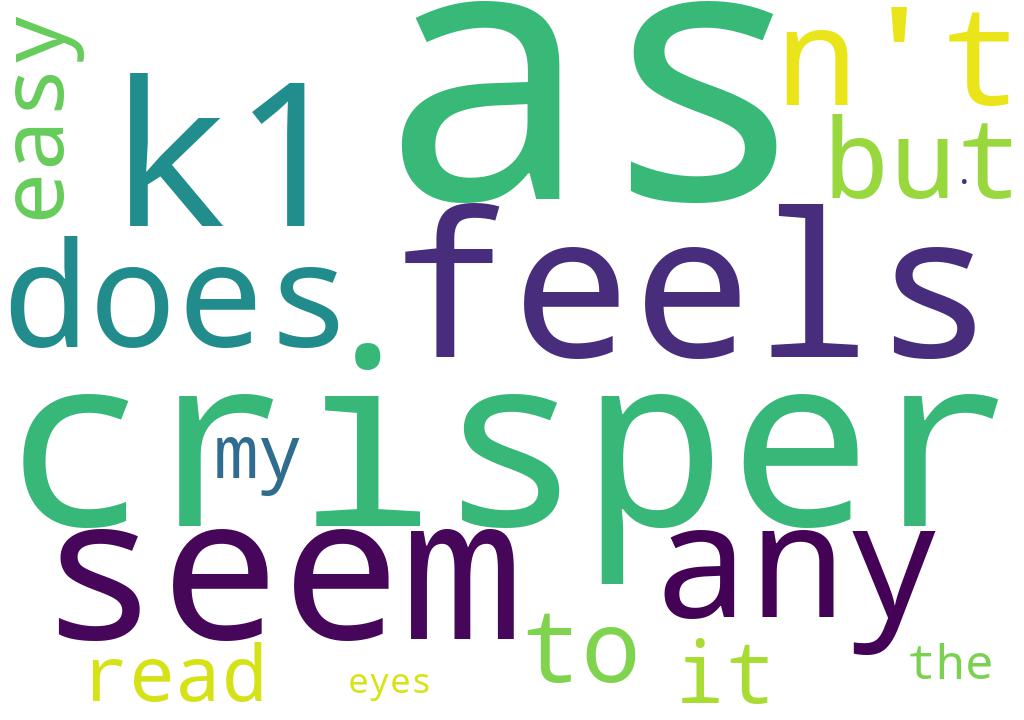 easy
k1
as
n't
but
.
does
feels
crisper
my
seem
any
read
eyes
to
it
the